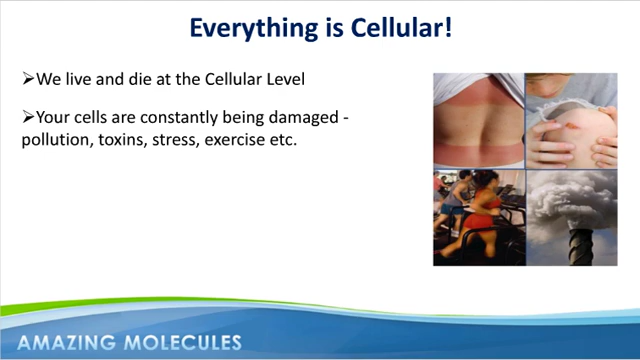 Everything is Cellular!
➢We live and die at the Cellular Level
➢Your cells are constantly being damaged -
pollution, toxins, stress, exercise etc.
AMAZING MOLECULES